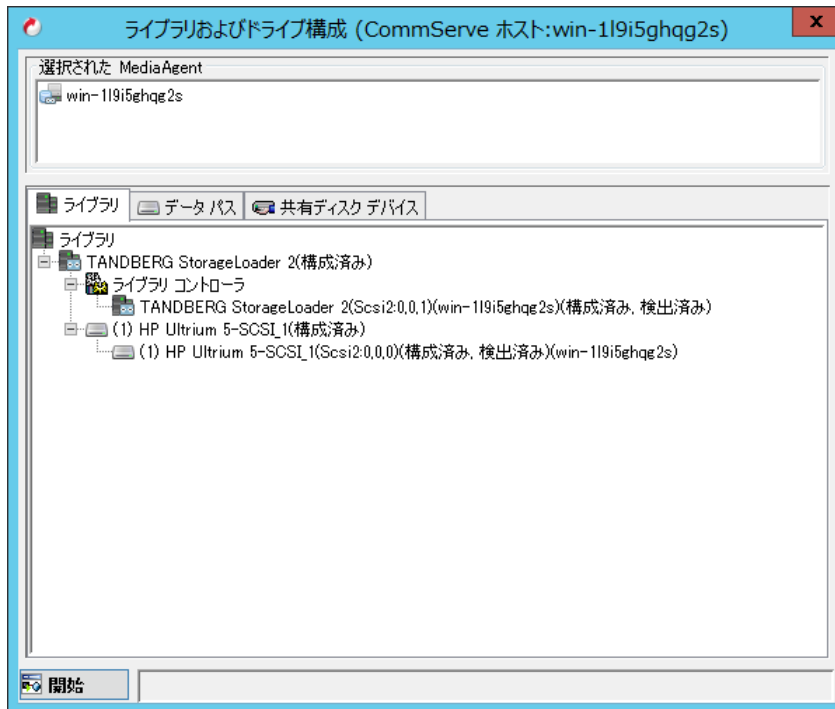 ライブラリおよびドライブ構成 (CommServe ホスト:win-1l9i5ghqg2s)
x
選択された MediaAgent
win-1l9i5ghqg2s
ライブラリ データ パス 共有ディスク デバイス
ライブラリ
TANDBERG StorageLoader 2(構成済み)
ライブラリ コントローラ
TANDBERG StorageLoader 2(Scsi2:0,0,1)(win-1l9i5ghqg2s)(構成済み, 検出済み)
(1) HP Ultrium 5-SCSI_1(構成済み)
(1) HP Ultrium 5-SCSI_1(Scsi2:0,0,0)(構成済み, 検出済み)(win-1l9i5ghqg2s)
開始